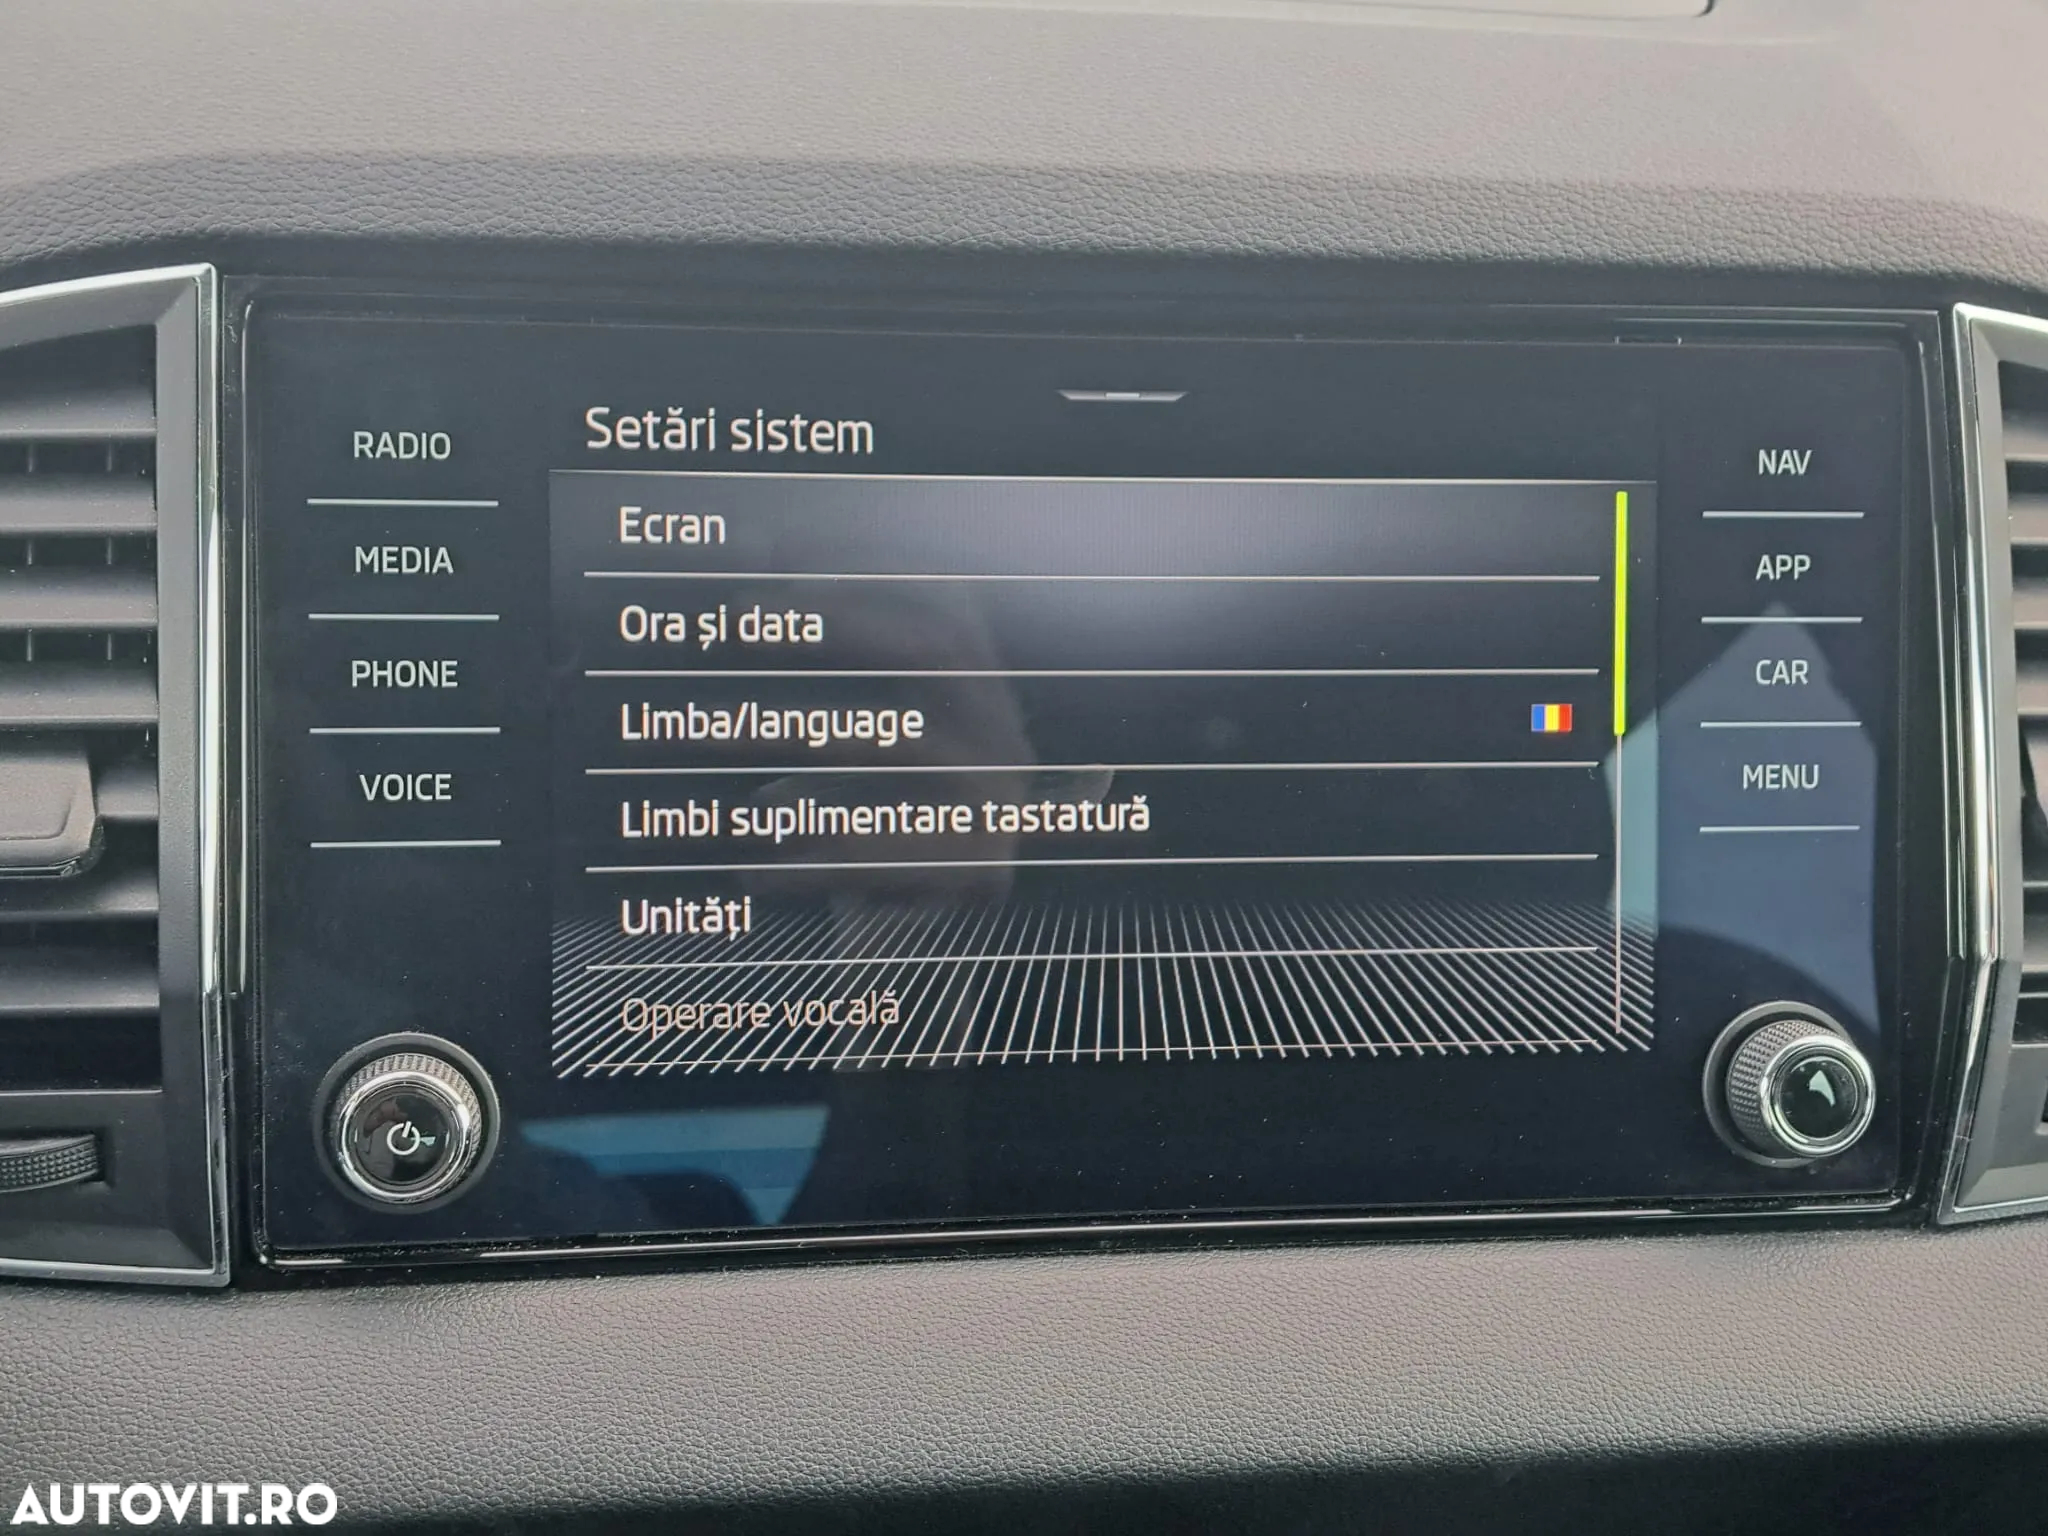 RADIO
MEDIA
PHONE
VOICE
Setări sistem
Ecran
Ora și data
Limba/language
Limbi suplimentare tastatură
Unități
Operare vocală
NAV
APP
CAR
MENU
AUTOVIT.RO